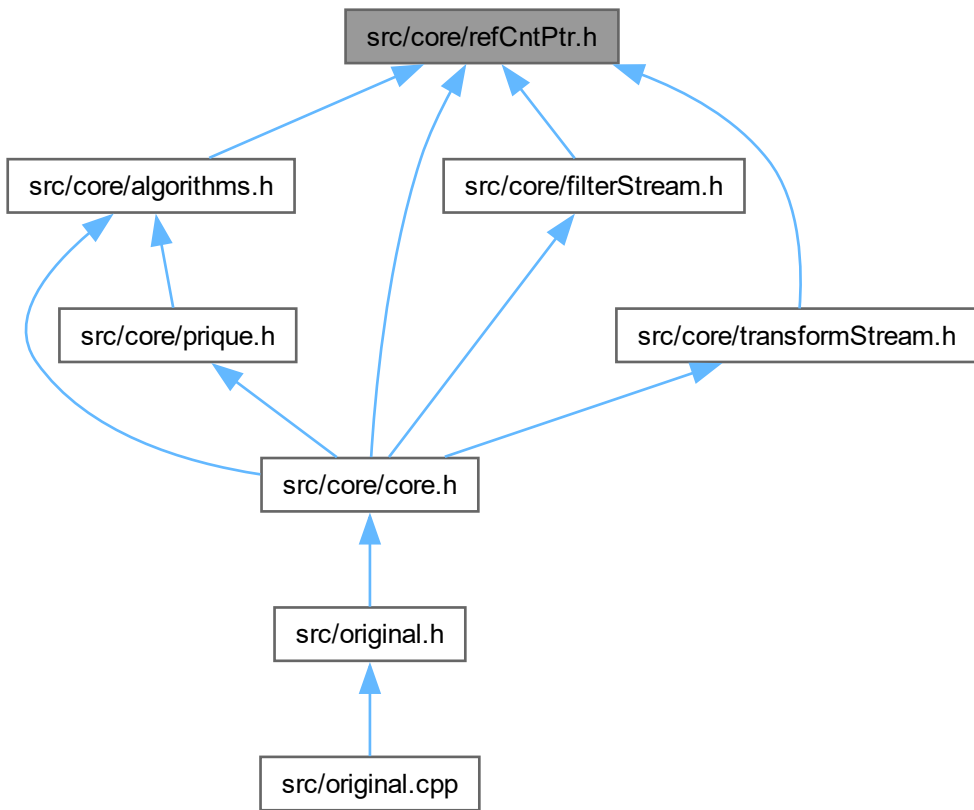 src/core/refCntPtr.h
src/core/algorithms.h
src/core/filterStream.h
src/core/prique.h
src/core/transformStream.h
src/core/core.h
src/original.h
src/original.cpp